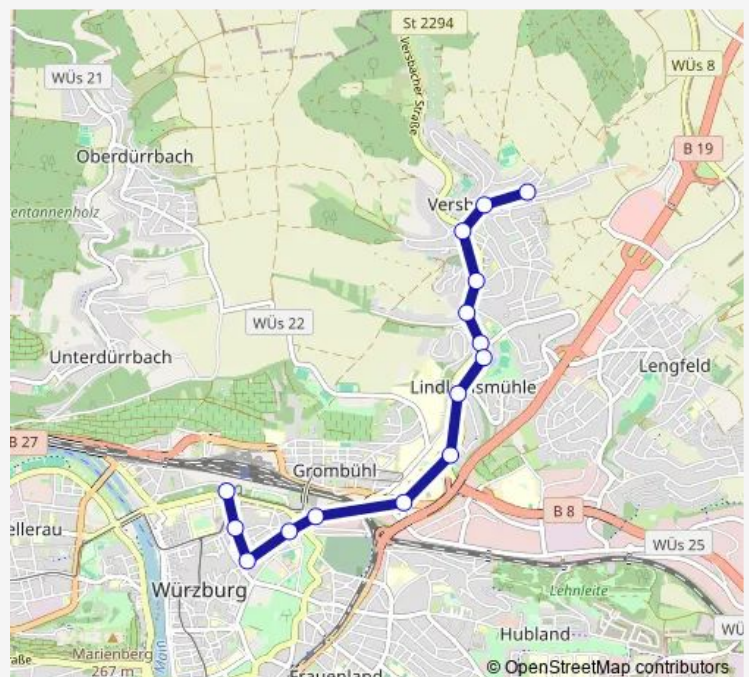 St 2294
WÜs 21
WÜs 8
Versbacher Straße
Oberdürrbach
B 19
entannenholz
Versb
WÜs 22
Unterdürrbach
Lengfeld
Lindl
smühle
B 27
Grombühl
ellerau
B 8
WÜs 25
Würzburg
Lehnleite
Main
Hubland
WÜ
Marienberg
267 m
aße
Frauenland
© OpenStreetMap contributors